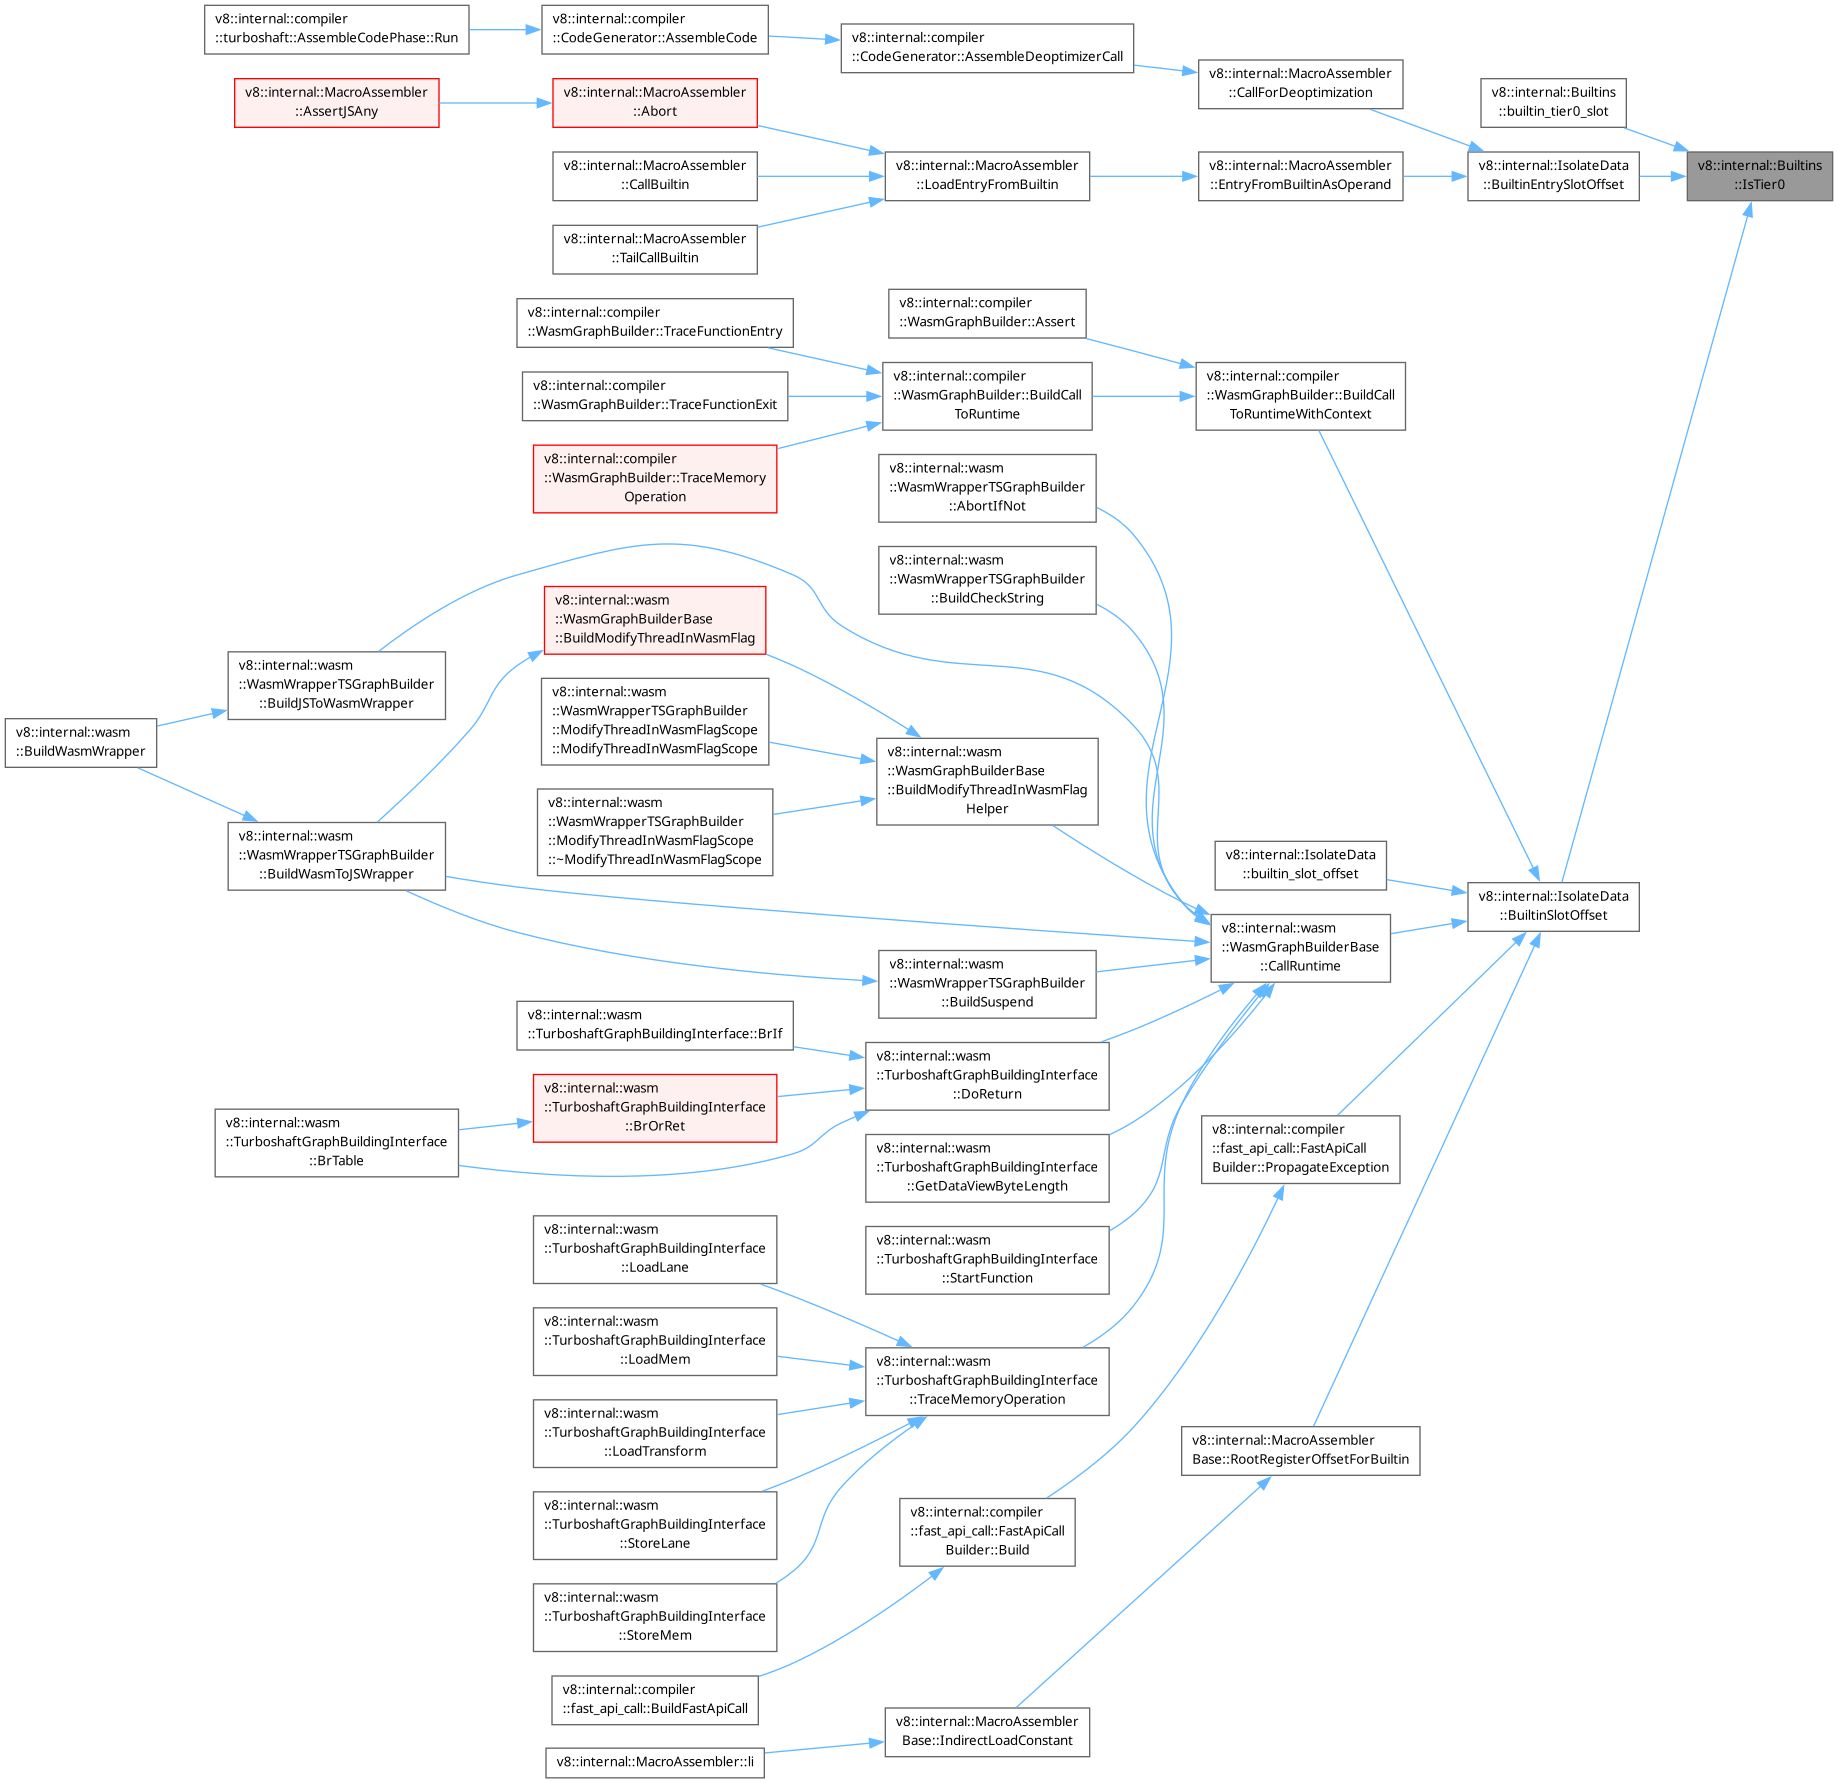 v8::internal::compiler
::turboshaft::AssembleCodePhase::Run
v8::internal::compiler
::CodeGenerator::AssembleCode
v8::internal::compiler
::CodeGenerator::AssembleDeoptimizerCall
v8::internal::MacroAssembler
::CallForDeoptimization
v8::internal::Builtins
::builtin_tier0_slot
v8::internal::MacroAssembler
::AssertJSAny
v8::internal::MacroAssembler
::Abort
v8::internal::MacroAssembler
::CallBuiltin
v8::internal::MacroAssembler
::LoadEntryFromBuiltin
v8::internal::MacroAssembler
::EntryFromBuiltinAsOperand
v8::internal::IsolateData
::BuiltinEntrySlotOffset
v8::internal::Builtins
::IsTier0
v8::internal::MacroAssembler
::TailCallBuiltin
v8::internal::compiler
::WasmGraphBuilder::TraceFunctionEntry
v8::internal::compiler
::WasmGraphBuilder::Assert
v8::internal::compiler
::WasmGraphBuilder::TraceFunctionExit
v8::internal::compiler
::WasmGraphBuilder::BuildCall
ToRuntime
v8::internal::compiler
::WasmGraphBuilder::BuildCall
ToRuntimeWithContext
v8::internal::compiler
::WasmGraphBuilder::TraceMemory
Operation
v8::internal::wasm
::WasmWrapperTSGraphBuilder
::AbortIfNot
v8::internal::wasm
::WasmWrapperTSGraphBuilder
::BuildCheckString
v8::internal::wasm
::WasmGraphBuilderBase
::BuildModifyThreadInWasmFlag
v8::internal::wasm
::WasmWrapperTSGraphBuilder
::BuildJSToWasmWrapper
v8::internal::wasm
::WasmWrapperTSGraphBuilder
::ModifyThreadInWasmFlagScope
::ModifyThreadInWasmFlagScope
v8::internal::wasm
::BuildWasmWrapper
v8::internal::wasm
::WasmGraphBuilderBase
::BuildModifyThreadInWasmFlag
Helper
v8::internal::wasm
::WasmWrapperTSGraphBuilder
::ModifyThreadInWasmFlagScope
::~ModifyThreadInWasmFlagScope
v8::internal::wasm
::WasmWrapperTSGraphBuilder
::BuildWasmToJSWrapper
v8::internal::IsolateData
::builtin_slot_offset
v8::internal::IsolateData
::BuiltinSlotOffset
v8::internal::wasm
::WasmGraphBuilderBase
::CallRuntime
v8::internal::wasm
::WasmWrapperTSGraphBuilder
::BuildSuspend
v8::internal::wasm
::TurboshaftGraphBuildingInterface::BrIf
v8::internal::wasm
::TurboshaftGraphBuildingInterface
::DoReturn
v8::internal::wasm
::TurboshaftGraphBuildingInterface
::BrOrRet
v8::internal::wasm
::TurboshaftGraphBuildingInterface
::BrTable
v8::internal::compiler
::fast_api_call::FastApiCall
Builder::PropagateException
v8::internal::wasm
::TurboshaftGraphBuildingInterface
::GetDataViewByteLength
v8::internal::wasm
::TurboshaftGraphBuildingInterface
::LoadLane
v8::internal::wasm
::TurboshaftGraphBuildingInterface
::StartFunction
v8::internal::wasm
::TurboshaftGraphBuildingInterface
::LoadMem
v8::internal::wasm
::TurboshaftGraphBuildingInterface
::TraceMemoryOperation
v8::internal::wasm
::TurboshaftGraphBuildingInterface
::LoadTransform
v8::internal::MacroAssembler
Base::RootRegisterOffsetForBuiltin
v8::internal::wasm
::TurboshaftGraphBuildingInterface
::StoreLane
v8::internal::compiler
::fast_api_call::FastApiCall
Builder::Build
v8::internal::wasm
::TurboshaftGraphBuildingInterface
::StoreMem
v8::internal::compiler
::fast_api_call::BuildFastApiCall
v8::internal::MacroAssembler
Base::IndirectLoadConstant
v8::internal::MacroAssembler::li